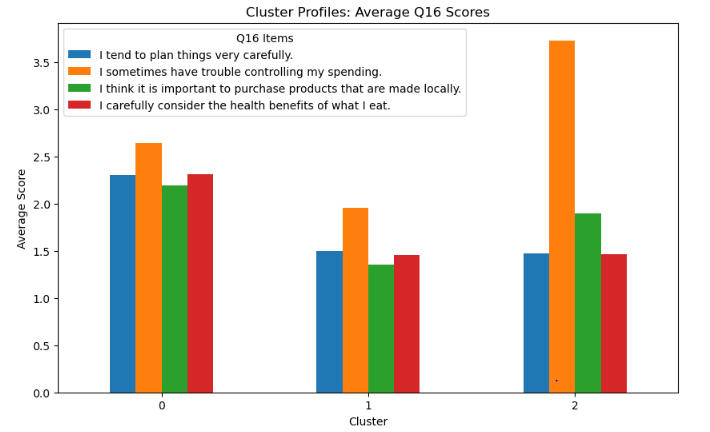 Cluster Profiles: Average Q16 Scores
Q16 Items
I tend to plan things very carefully.
I sometimes have trouble controlling my spending.
I think it is important to purchase products that are made locally.
I carefully consider the health benefits of what I eat.
Average Score
3.5
3.0
2.5
2.0
1.5
1.0
0.5
0.0
0 1 2
Cluster